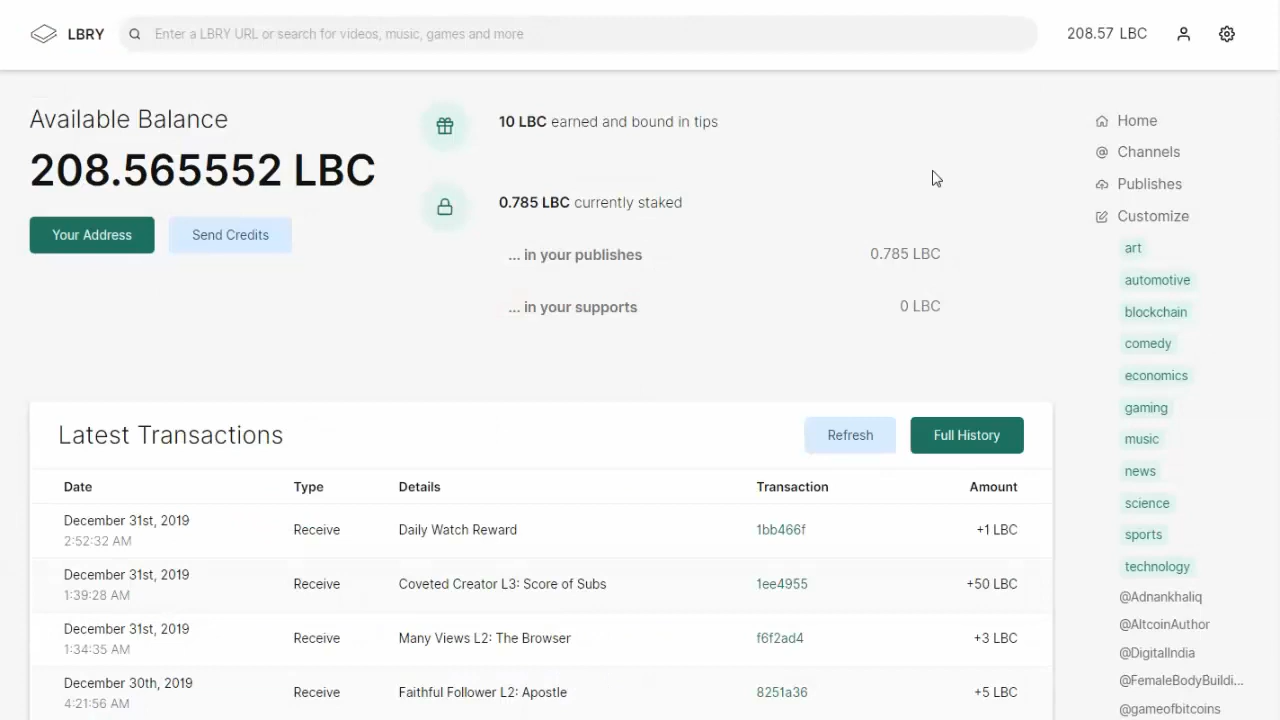 LBRY
Enter a LBRY URL or search for videos, music, games and more
208.57 LBC
Available Balance
208.565552 LBC
Your Address
Send Credits
10 LBC earned and bound in tips
0.785 LBC currently staked
... in your publishes 0.785 LBC
... in your supports 0 LBC
Latest Transactions
Refresh
Full History
Date Type Details Transaction Amount
December 31st, 2019
2:52:32 AM
Receive Daily Watch Reward 1bb466f +1 LBC
December 31st, 2019
1:39:28 AM
Receive Coveted Creator L3: Score of Subs 1ee4955 +50 LBC
December 31st, 2019
1:34:35 AM
Receive Many Views L2: The Browser f6f2ad4 +3 LBC
December 30th, 2019
4:21:56 AM
Receive Faithful Follower L2: Apostle 8251a36 +5 LBC
Home
Channels
Publishes
Customize
art
automotive
blockchain
comedy
economics
gaming
music
news
science
sports
technology
@Adnankhaliq
@AltcoinAuthor
@DigitalIndia
@FemaleBodyBuildi...
@gameofbitcoins